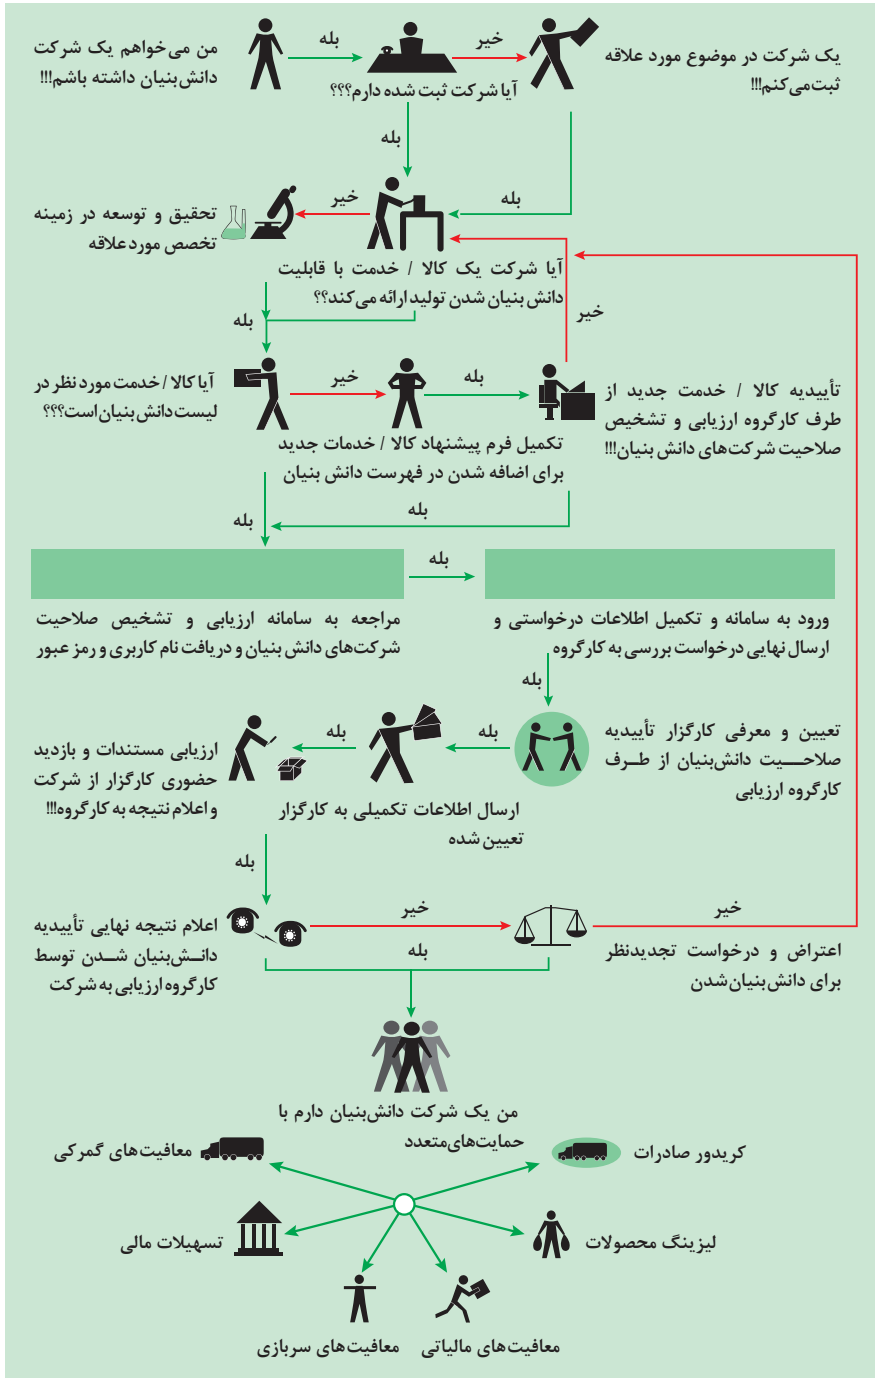 من می‌خواهم یک شرکت
دانش‌بنیان داشته باشم!!!
بله
آیا شرکت ثبت شده دارم؟؟؟
خیر
یک شرکت در موضوع مورد علاقه
ثبت‌می‌کنم!!!
بله
بله
خیر
تحقیق و توسعه در زمینه
تخصص مورد علاقه
آیا شرکت یک کالا / خدمت با قابلیت
دانش بنیان شدن تولید ارائه می‌کند؟؟
بله
خیر
آیا کالا / خدمت مورد نظر در
لیست دانش بنیان است؟؟؟
خیر
تکمیل فرم پیشنهاد کالا / خدمات جدید
برای اضافه شدن در فهرست دانش بنیان
بله
تأییدیه کالا / خدمت جدید از
طرف کارگروه ارزیابی و تشخیص
صلاحیت شرکت‌های دانش بنیان!!!
بله
بله
بله
مراجعه به سامانه ارزیابی و تشخیص صلاحیت
شرکت‌های دانش بنیان و دریافت نام کاربری و رمز عبور
ورود به سامانه و تکمیل اطلاعات درخواستی و
ارسال نهایی درخواست بررسی به کارگروه
بله
تعیین و معرفی کارگزار تأییدیه
صلاحـــیت دانش‌بنیان از طــرف
کارگروه ارزیابی
بله
ارسال اطلاعات تکمیلی به کارگزار
تعیین شده
بله
ارزیابی مستندات و بازدید
حضوری کارگزار از شرکت
و اعلام نتیجه به کارگروه!!!
بله
اعلام نتیجه نهایی تأییدیه
دانــش‌بنیان شــدن توسط
کارگروه ارزیابی به شرکت
خیر
بله
اعتراض و درخواست تجدیدنظر
برای دانش‌بنیان‌شدن
خیر
من یک شرکت دانش‌بنیان دارم با
حمایت‌های‌متعدد
کریدور صادرات
معافیت‌های گمرکی
لیزینگ محصولات
تسهیلات مالی
معافیت‌های مالیاتی
معافیت‌های سربازی